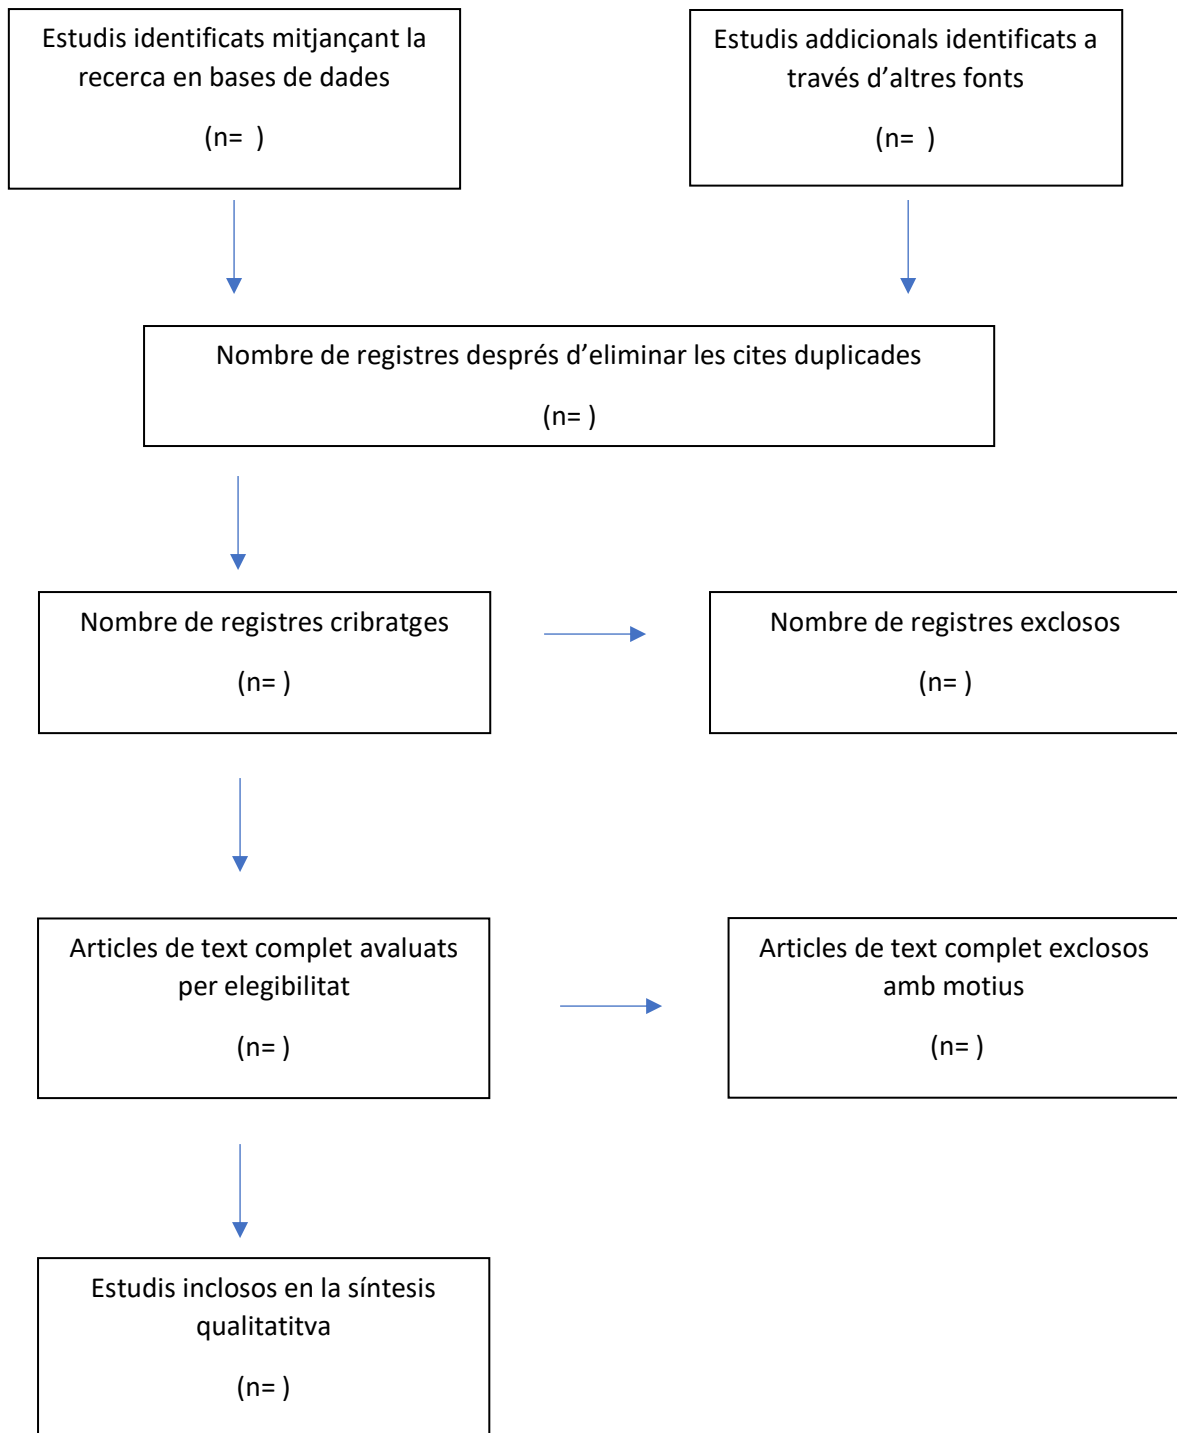 Estudis identificats mitjançant la
recerca en bases de dades
(n=  )
Estudis addicionals identificats a
través d’altres fonts
(n=  )
Nombre de registres després d’eliminar les cites duplicades
(n= )
Nombre de registres cribratges
(n= )
Nombre de registres exclosos
(n= )
Articles de text complet avaluats
per elegibilitat
(n= )
Articles de text complet exclosos
amb motius
(n= )
Estudis inclosos en la síntesis
qualitatitva
(n= )